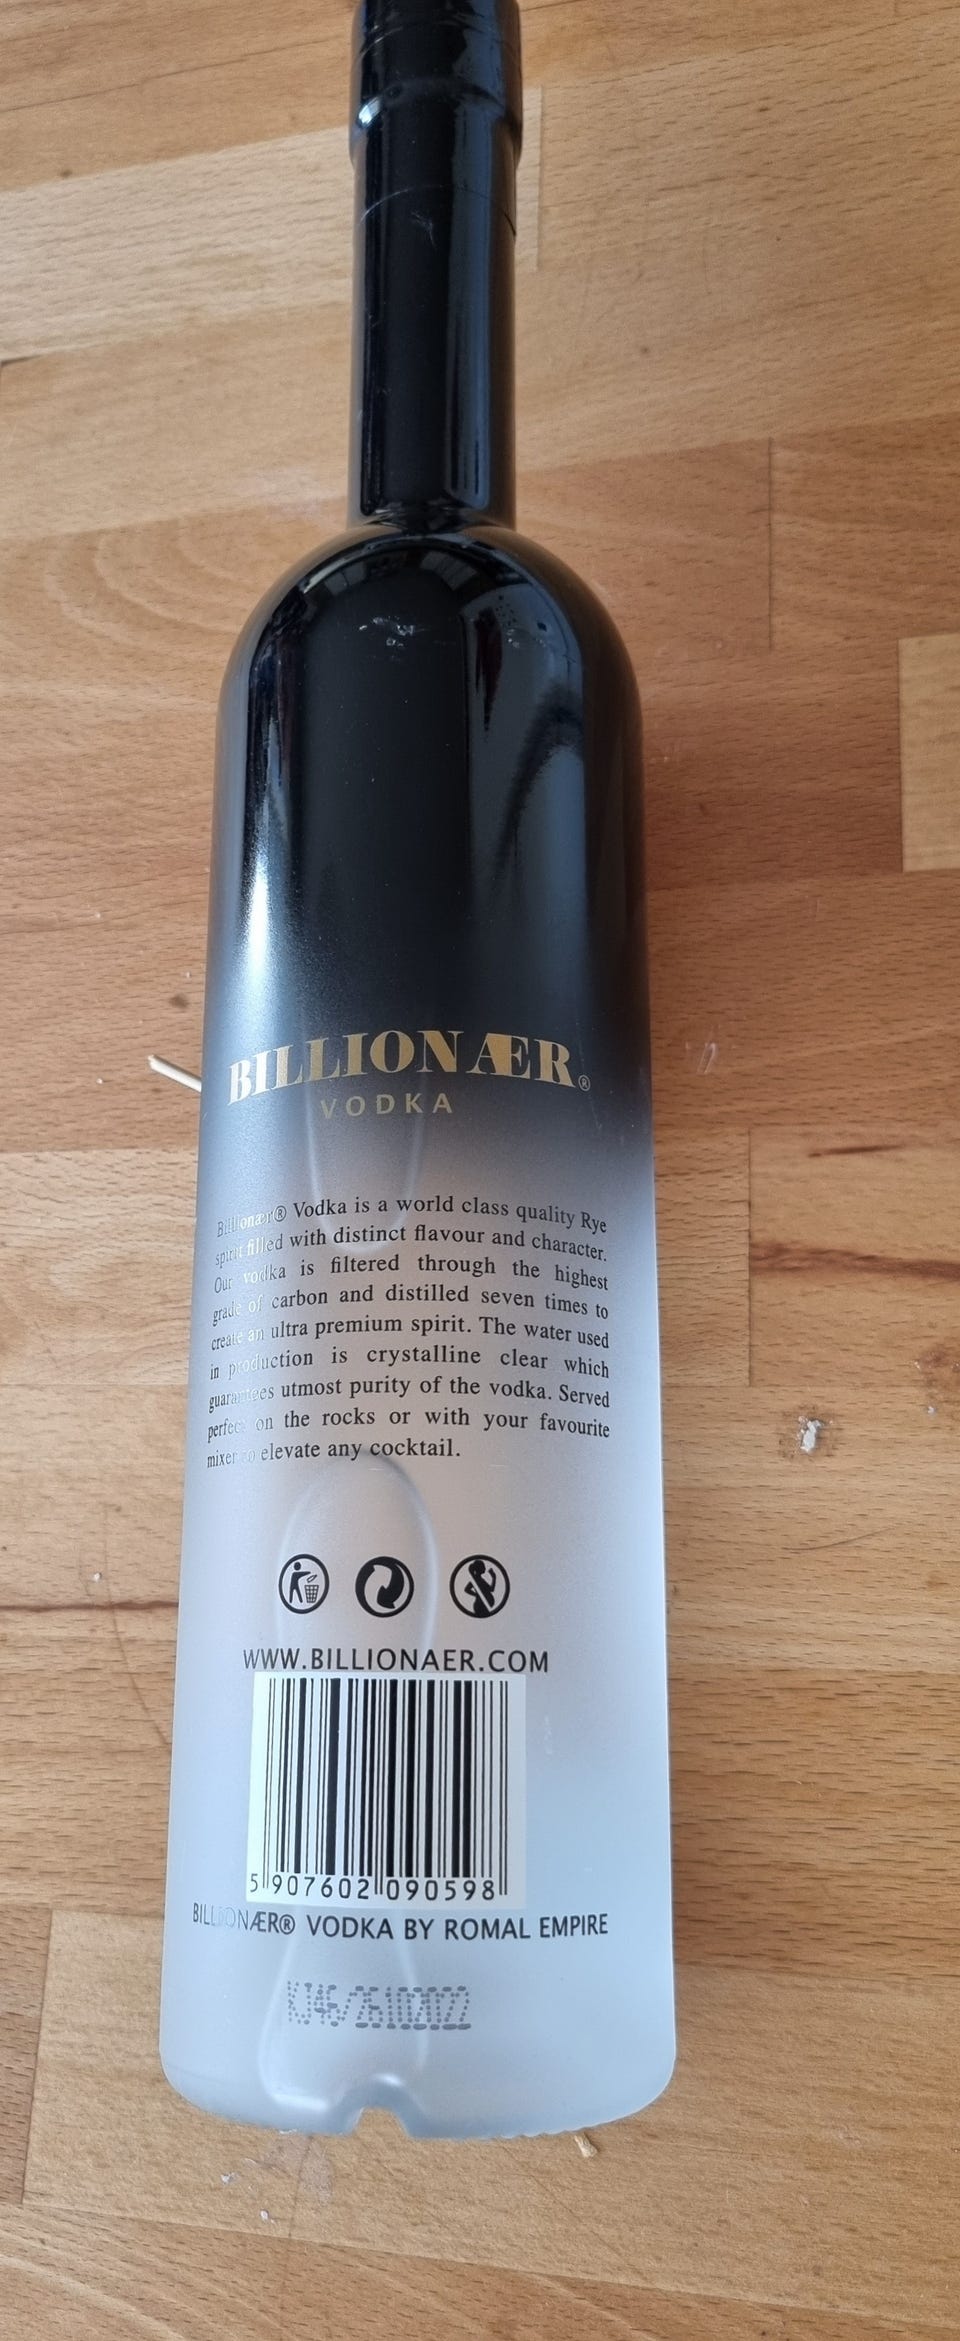 BILLIONÆR®
VODKA
Billionær® Vodka is a world class quality Rye
spirit filled with distinct flavour and character.
Our vodka is filtered through the highest
grade of carbon and distilled seven times to
create an ultra premium spirit. The water used
in production is crystalline clear which
guarantees utmost purity of the vodka. Served
perfect on the rocks or with your favourite
mixer to elevate any cocktail.
WWW.BILLIONAER.COM
5 907602 090598
BILLIONÆR® VODKA BY ROMAL EMPIRE
KJ46/26102022